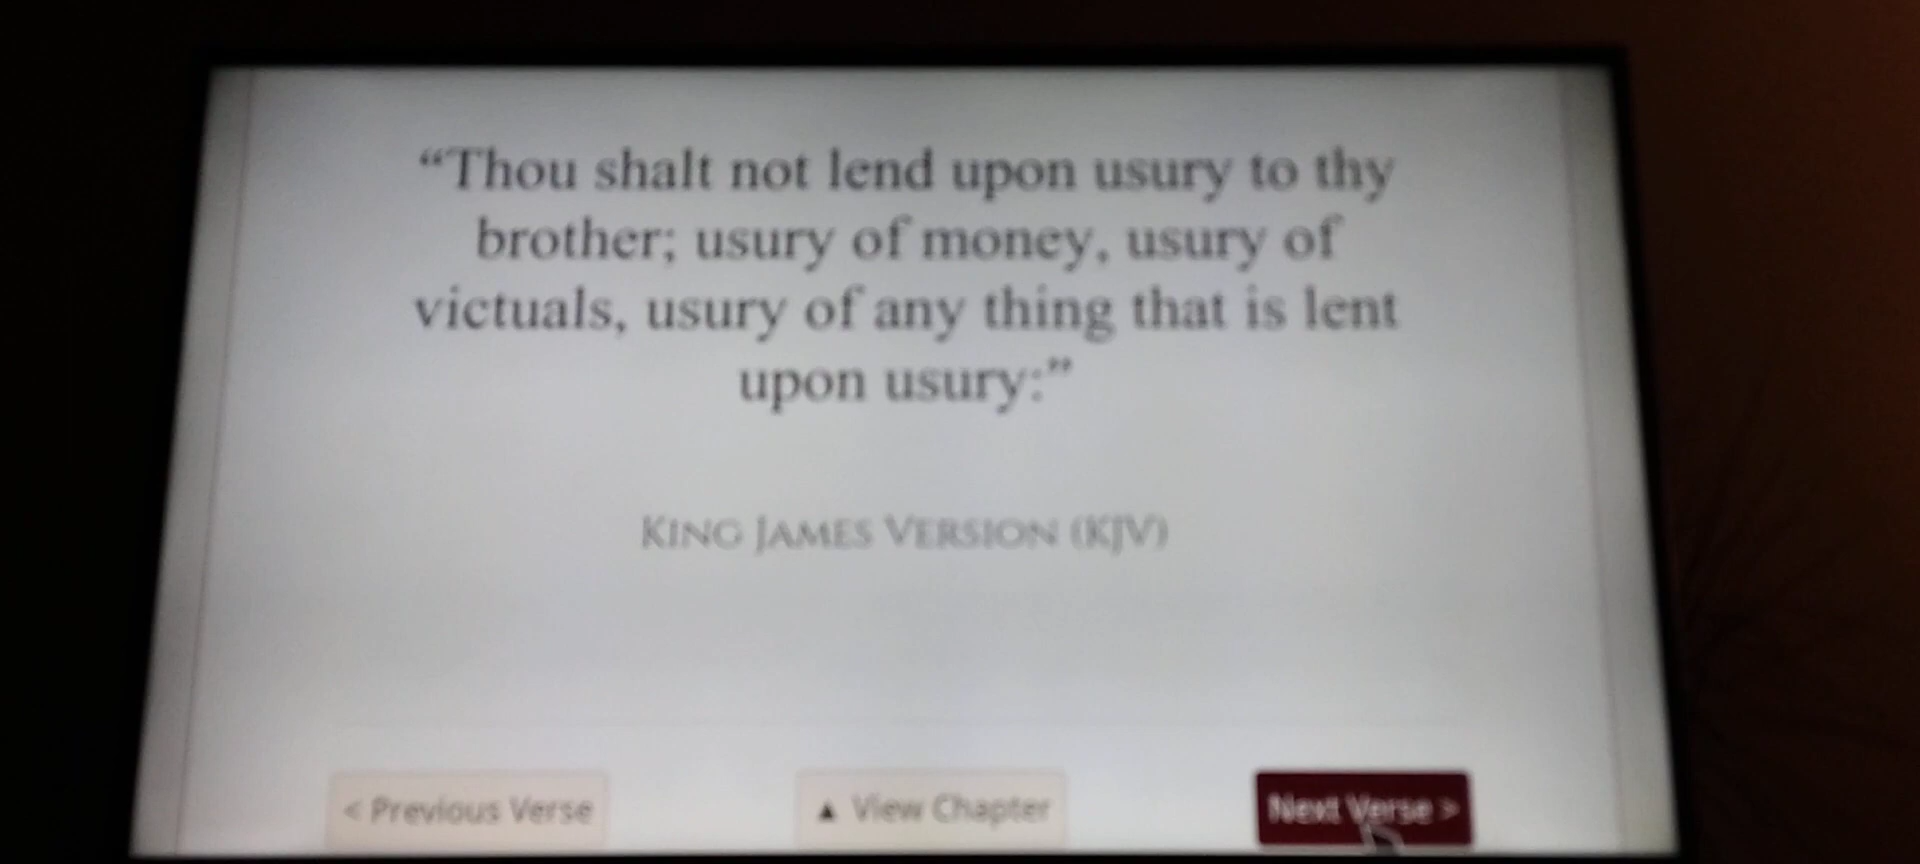 “Thou shalt not lend upon usury to thy
brother; usury of money, usury of
victuals, usury of any thing that is lent
upon usury:”
King James Version (KJV)
< Previous Verse
▲ View Chapter
Next Verse >